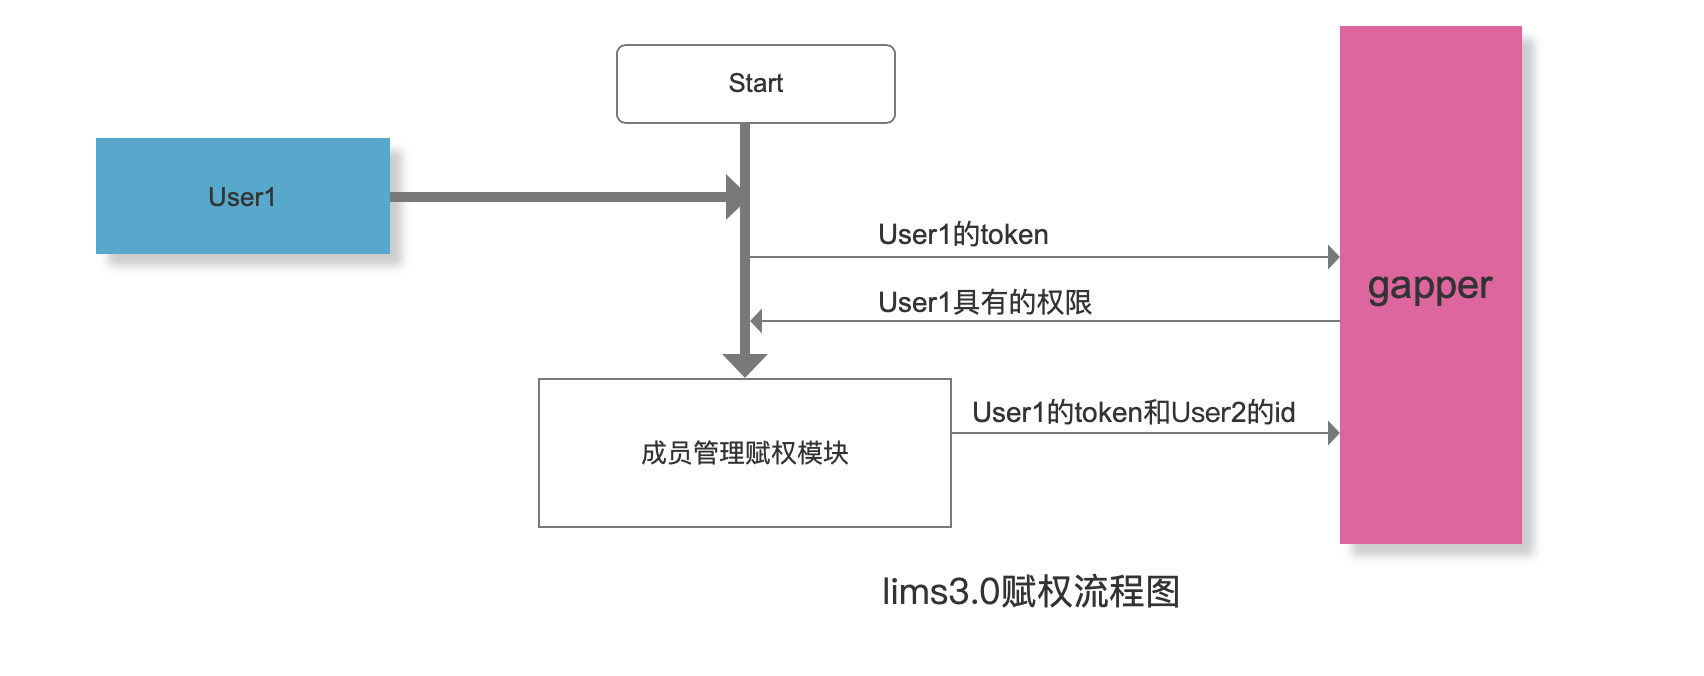 Start
User1
User1的token
gapper
User1具有的权限
User1的token和User2的id
成员管理赋权模块
lims3.0赋权流程图